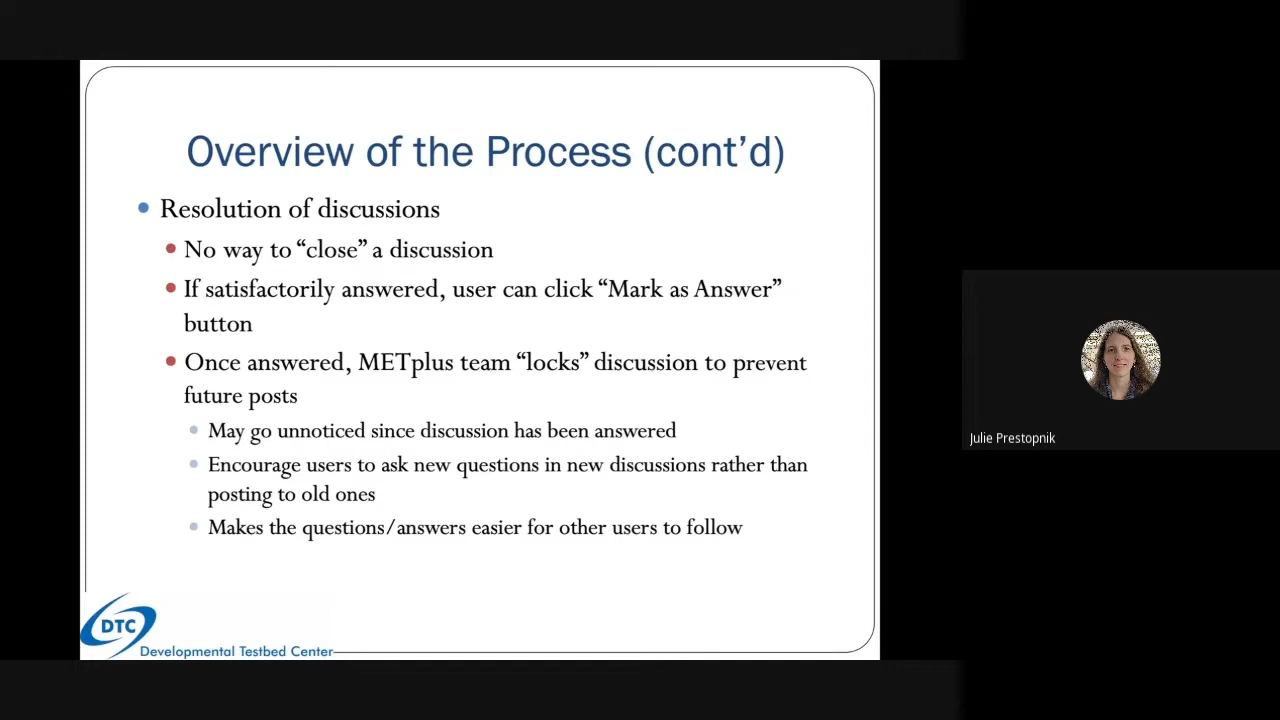 Overview of the Process (cont’d)
Resolution of discussions
No way to “close” a discussion
If satisfactorily answered, user can click “Mark as Answer”
button
Once answered, METplus team “locks” discussion to prevent
future posts
May go unnoticed since discussion has been answered
Encourage users to ask new questions in new discussions rather than
posting to old ones
Makes the questions/answers easier for other users to follow
DTC
Developmental Testbed Center
Julie Prestopnik